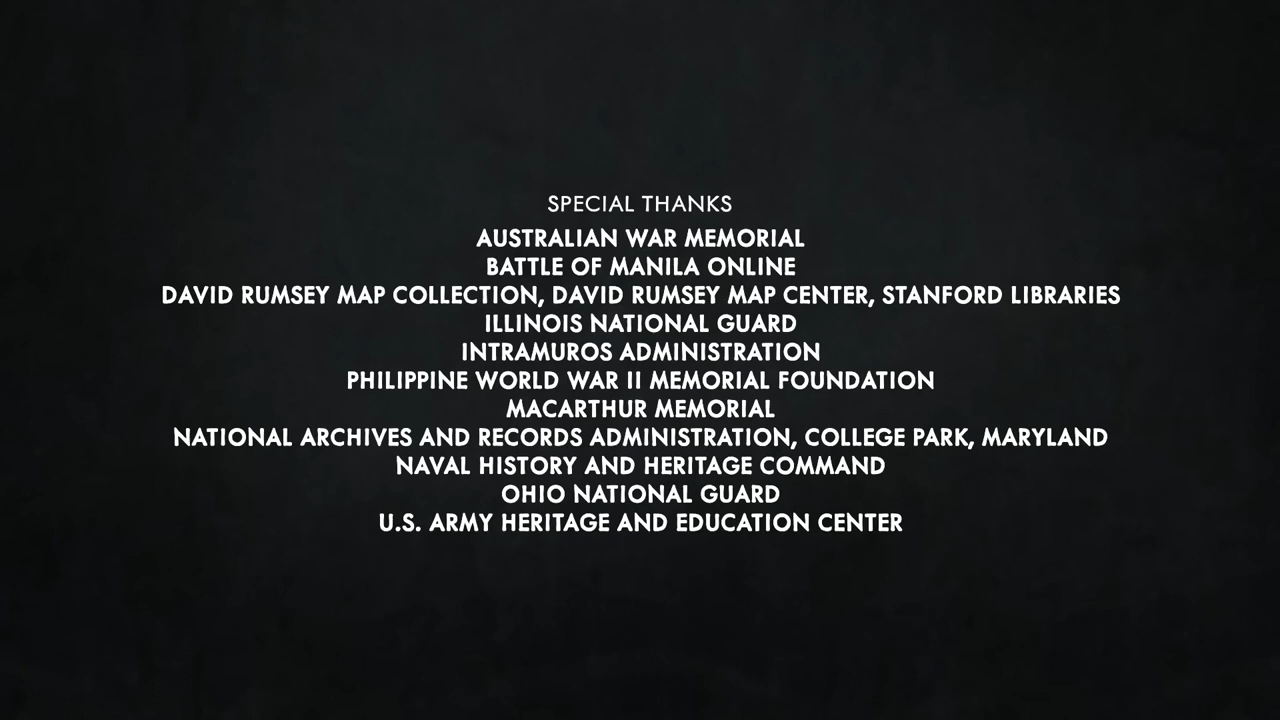 SPECIAL THANKS
AUSTRALIAN WAR MEMORIAL
BATTLE OF MANILA ONLINE
DAVID RUMSEY MAP COLLECTION, DAVID RUMSEY MAP CENTER, STANFORD LIBRARIES
ILLINOIS NATIONAL GUARD
INTRAMUROS ADMINISTRATION
PHILIPPINE WORLD WAR II MEMORIAL FOUNDATION
MACARTHUR MEMORIAL
NATIONAL ARCHIVES AND RECORDS ADMINISTRATION, COLLEGE PARK, MARYLAND
NAVAL HISTORY AND HERITAGE COMMAND
OHIO NATIONAL GUARD
U.S. ARMY HERITAGE AND EDUCATION CENTER